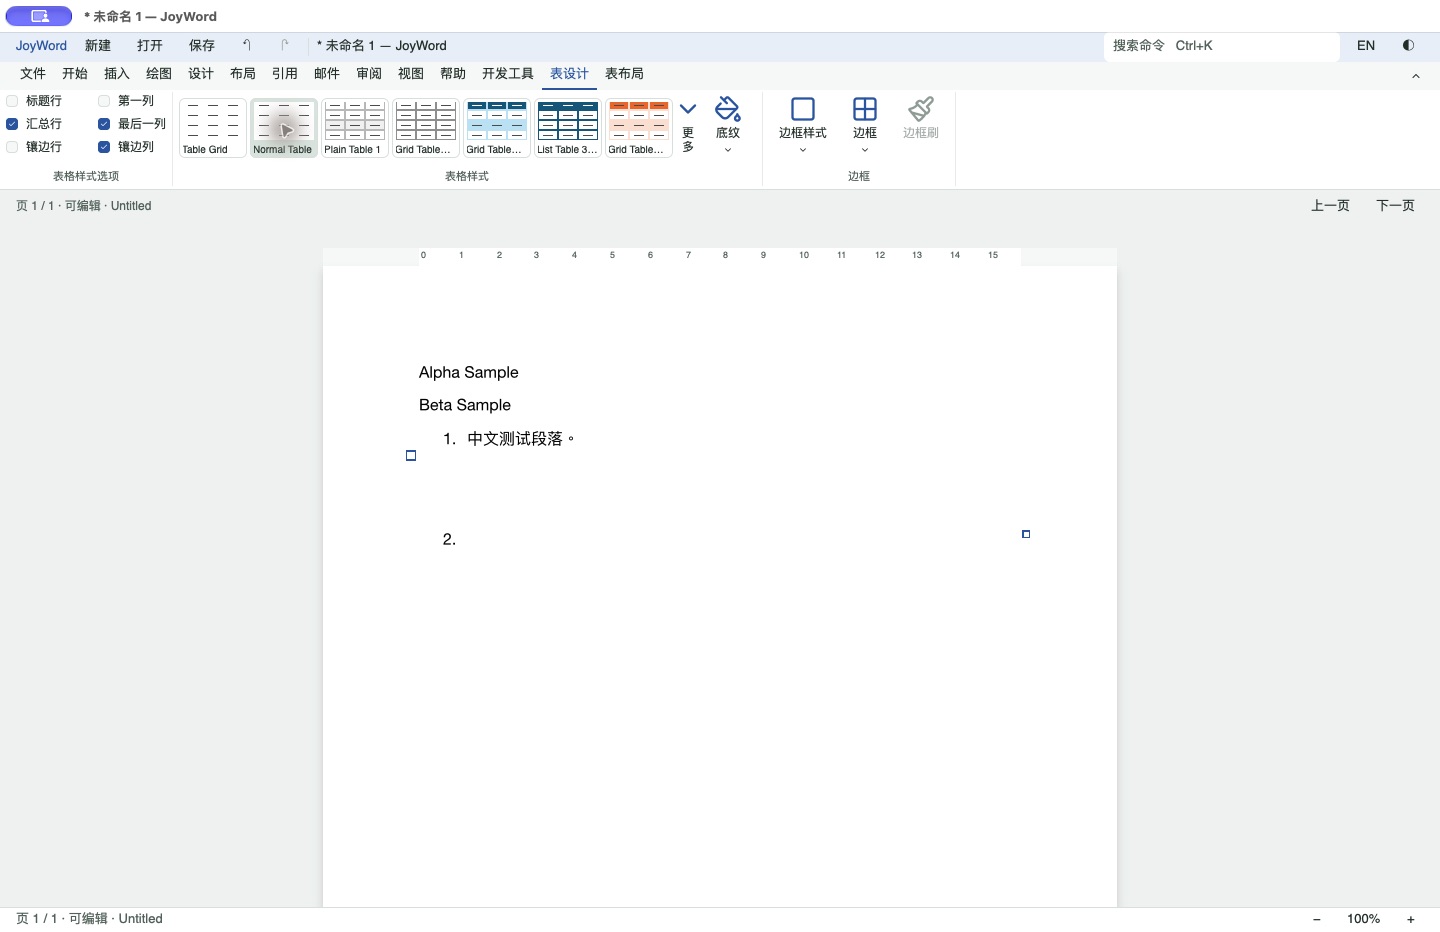 * 未命名 1 — JoyWord
JoyWord 新建 打开 保存 * 未命名 1 — JoyWord 搜索命令 Ctrl+K EN
文件 开始 插入 绘图 设计 布局 引用 邮件 审阅 视图 帮助 开发工具 表设计 表布局
标题行 第一列
汇总行 最后一列
镶边行 镶边列
表格样式选项
Table Grid Normal Table Plain Table 1 Grid Table... Grid Table... List Table 3... Grid Table...
更多
表格样式
底纹
边框样式 边框 边框刷
边框
页 1 / 1 · 可编辑 · Untitled 上一页 下一页
0 1 2 3 4 5 6 7 8 9 10 11 12 13 14 15
Alpha Sample
Beta Sample
1. 中文测试段落。
2.
页 1 / 1 · 可编辑 · Untitled − 100% +